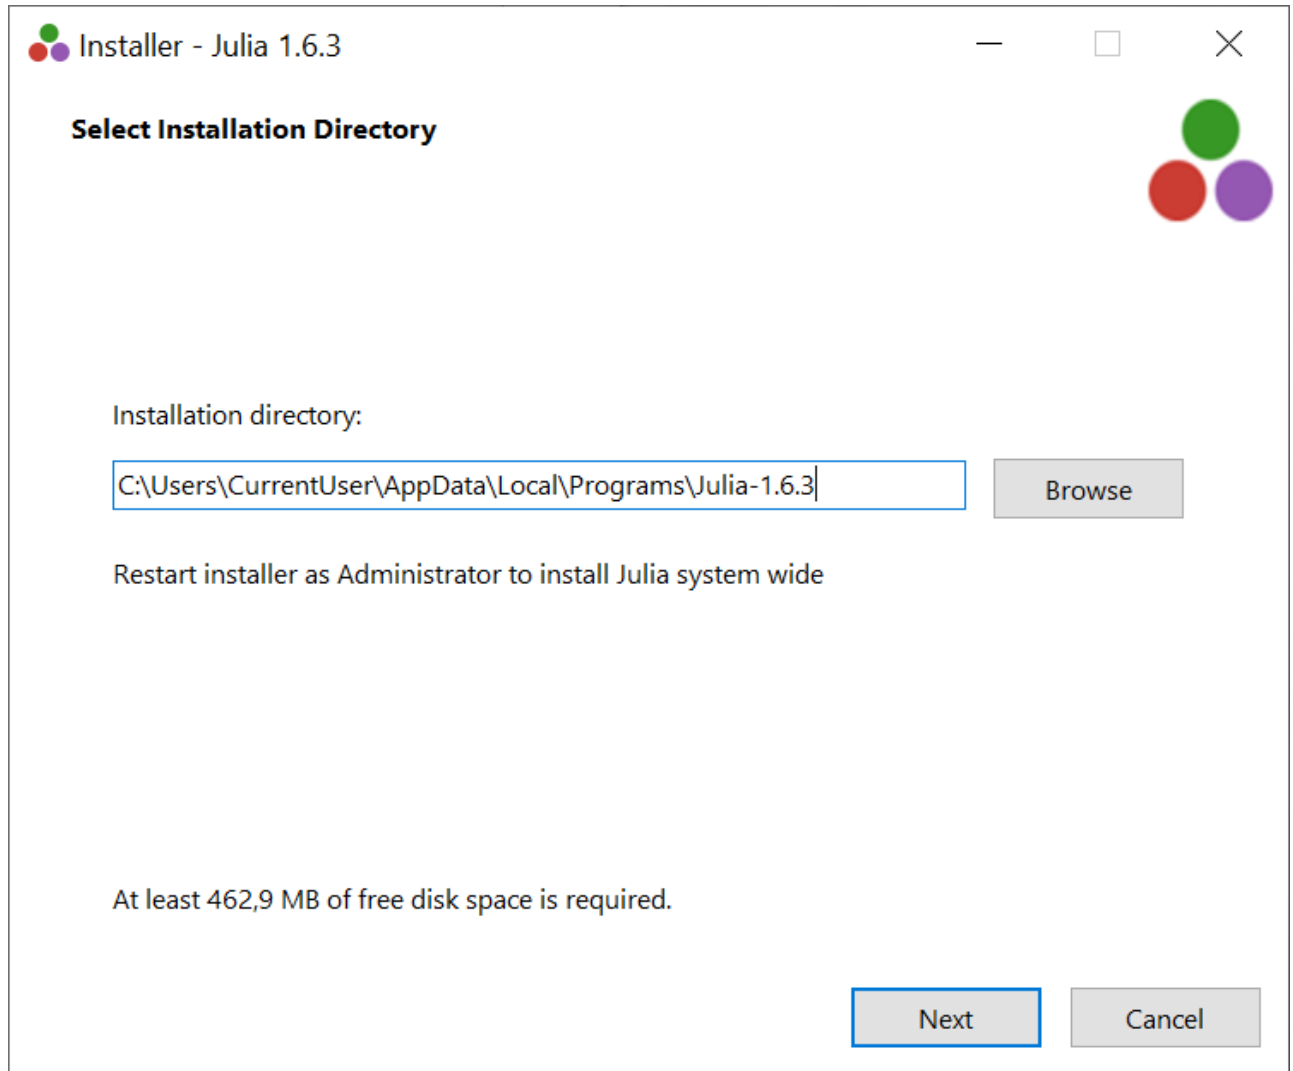 Installer - Julia 1.6.3
Select Installation Directory
Installation directory:
C:\Users\CurrentUser\AppData\Local\Programs\Julia-1.6.3
Browse
Restart installer as Administrator to install Julia system wide
At least 462,9 MB of free disk space is required.
Next
Cancel